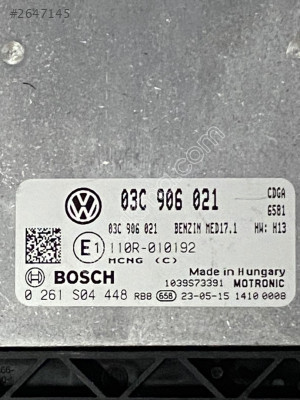 #2647145
03C 906 021
CDGA
6581
03C 906 021 BENZIN MED17.1 HW: H13
E1 110R-010192
MCNG (C)
Made in Hungary
BOSCH 1039S73391 MOTRONIC
0 261 S04 448 RBB 658 23-05-15 1410 0008